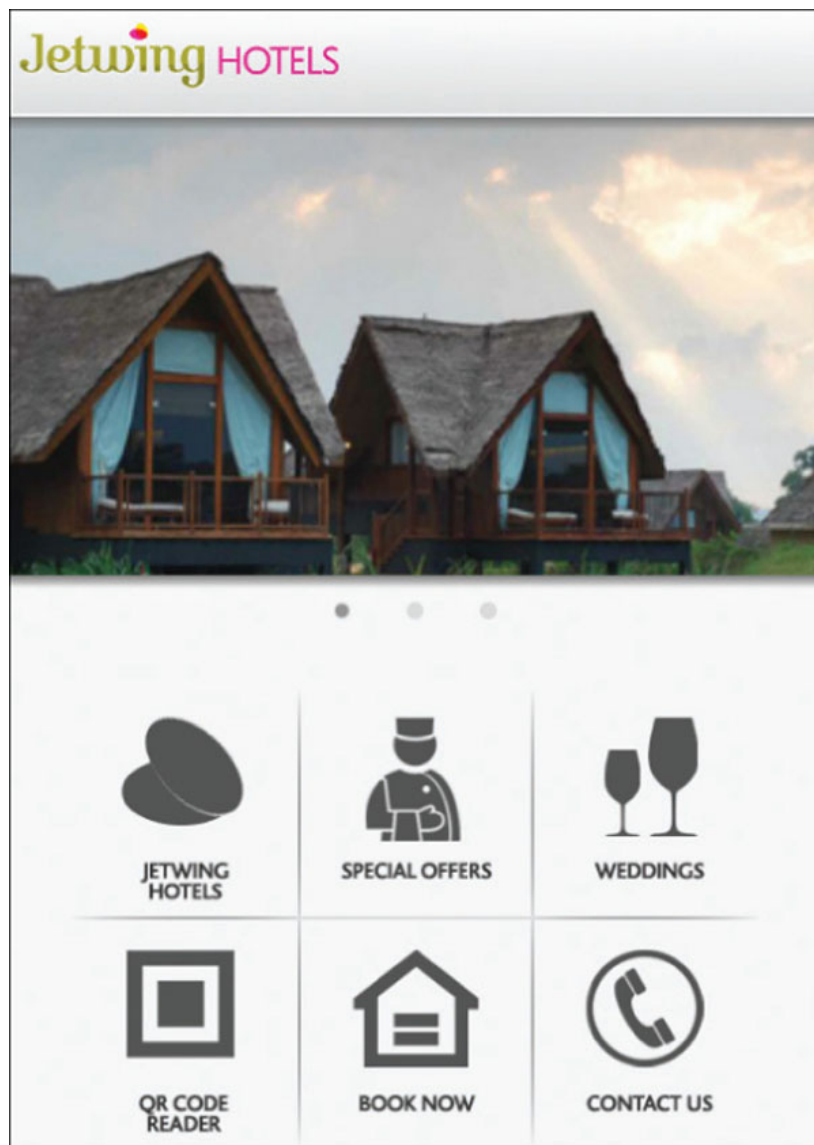 Jetwing HOTELS
JETWING
HOTELS
SPECIAL OFFERS
WEDDINGS
QR CODE
READER
BOOK NOW
CONTACT US